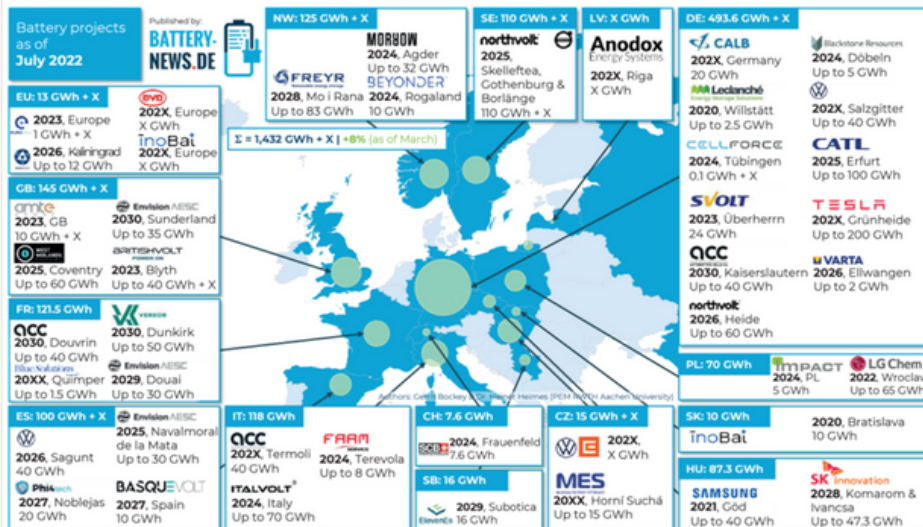 Battery projects
as of
July 2022
Published by:
BATTERY-
NEWS.DE
NW: 125 GWh + X
FREYR
2028, Mo i Rana
Up to 83 GWh
MORROW
2024, Agder
Up to 32 GWh
BEYONDER
2024, Rogaland
10 GWh
SE: 110 GWh + X
northvolt
2025,
Skelleftea,
Gothenburg &
Borlänge
110 GWh + X
LV: X GWh
Anodox
Energy Systems
202X, Riga
X GWh
DE: 493.6 GWh + X
CALB
202X, Germany
20 GWh
Leclanché
2020, Willstätt
Up to 2.5 GWh
CELLFORCE
2024, Tübingen
0.1 GWh + X
SVOLT
2023, Überherrn
24 GWh
acc
2030, Kaiserslautern
Up to 40 GWh
northvolt
2026, Heide
Up to 60 GWh
Blackstone Resources
2024, Döbeln
Up to 5 GWh
202X, Salzgitter
Up to 40 GWh
CATL
2025, Erfurt
Up to 100 GWh
TESLA
202X, Grünheide
Up to 200 GWh
VARTA
2026, Ellwangen
Up to 2 GWh
EU: 13 GWh + X
2023, Europe
1 GWh + X
2026, Kaliningrad
Up to 12 GWh
BYD
202X, Europe
X GWh
inoBat
202X, Europe
X GWh
Σ = 1,432 GWh + X | +8% (as of March)
GB: 145 GWh + X
amte
2023, GB
10 GWh + X
WEST
MIDLANDS
2025, Coventry
Up to 60 GWh
Envision AESC
2030, Sunderland
Up to 35 GWh
BRITISHVOLT
2023, Blyth
Up to 40 GWh + X
FR: 121.5 GWh
acc
2030, Douvrin
Up to 40 GWh
Blue Solutions
20XX, Quimper
Up to 1.5 GWh
VERKOR
2030, Dunkirk
Up to 50 GWh
Envision AESC
2029, Douai
Up to 30 GWh
Authors: Gerrit Bockey & Dr. Heiner Heimes (PEM RWTH Aachen University)
PL: 70 GWh
IMPACT
2024, PL
5 GWh
LG Chem
2022, Wroclaw
Up to 65 GWh
ES: 100 GWh + X
2026, Sagunt
40 GWh
Phi4tech
2027, Noblejas
20 GWh
Envision AESC
2025, Navalmoral
de la Mata
Up to 30 GWh
BASQUEVOLT
2027, Spain
10 GWh
IT: 118 GWh
acc
202X, Termoli
40 GWh
ITALVOLT
2024, Italy
Up to 70 GWh
FAAM
2024, Terevola
Up to 8 GWh
CH: 7.6 GWh
2024, Frauenfeld
7.6 GWh
SB: 16 GWh
ElevenEs
2029, Subotica
16 GWh
CZ: 15 GWh + X
202X,
X GWh
MES
20XX, Horní Suchá
Up to 15 GWh
SK: 10 GWh
inoBat
2020, Bratislava
10 GWh
HU: 87.3 GWh
SAMSUNG
2021, Göd
Up to 40 GWh
SK innovation
2028, Komarom &
Ivancsa
Up to 47.3 GWh